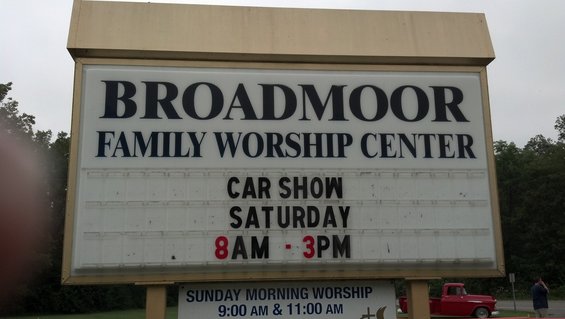 BROADMOOR
FAMILY WORSHIP CENTER
CAR SHOW
SATURDAY
8AM - 3PM
SUNDAY MORNING WORSHIP
9:00 AM & 11:00 AM